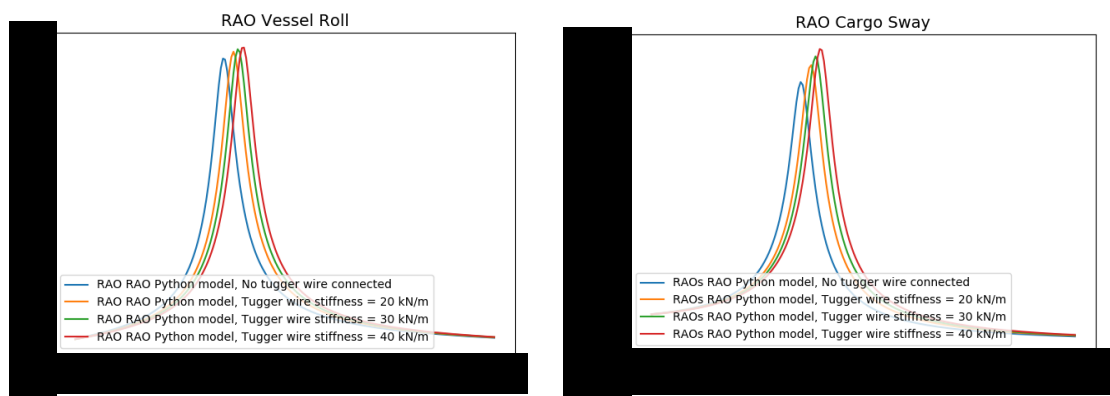 RAO Vessel Roll
RAO RAO Python model, No tugger wire connected
RAO RAO Python model, Tugger wire stiffness = 20 kN/m
RAO RAO Python model, Tugger wire stiffness = 30 kN/m
RAO RAO Python model, Tugger wire stiffness = 40 kN/m
RAO Cargo Sway
RAOs RAO Python model, No tugger wire connected
RAOs RAO Python model, Tugger wire stiffness = 20 kN/m
RAOs RAO Python model, Tugger wire stiffness = 30 kN/m
RAOs RAO Python model, Tugger wire stiffness = 40 kN/m